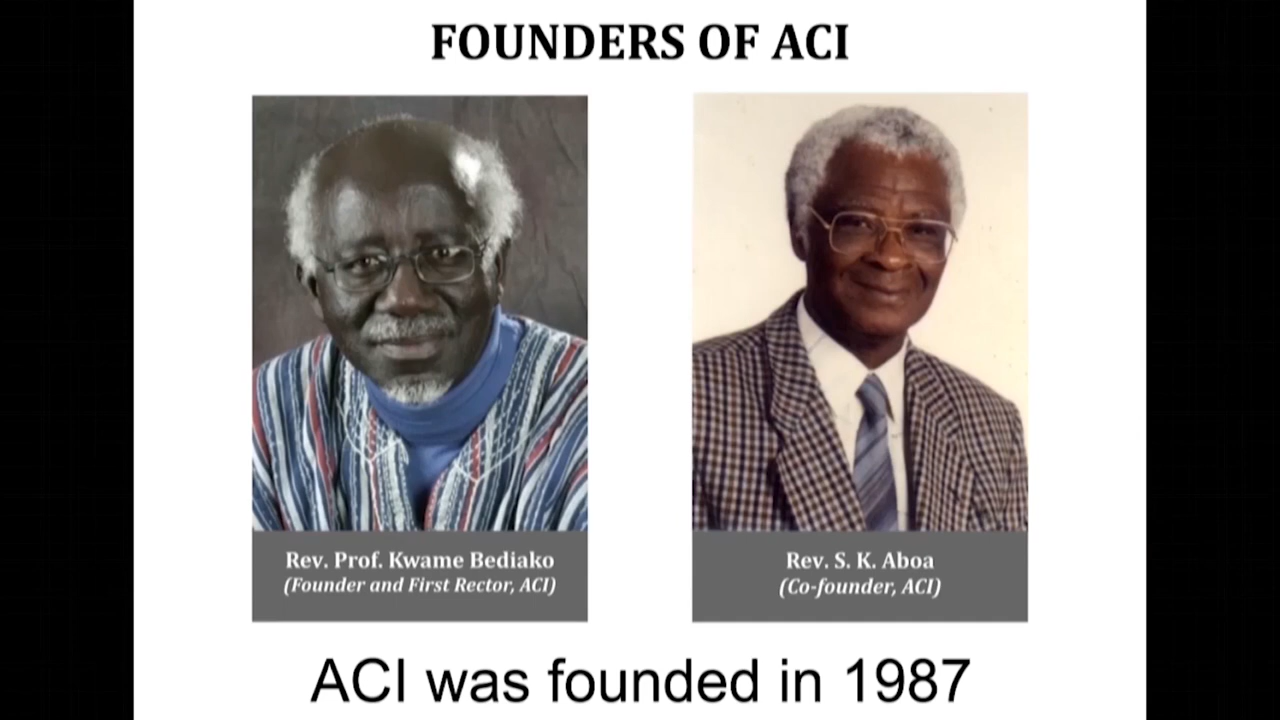 FOUNDERS OF ACI
Rev. Prof. Kwame Bediako
(Founder and First Rector, ACI)
Rev. S. K. Aboa
(Co-founder, ACI)
ACI was founded in 1987